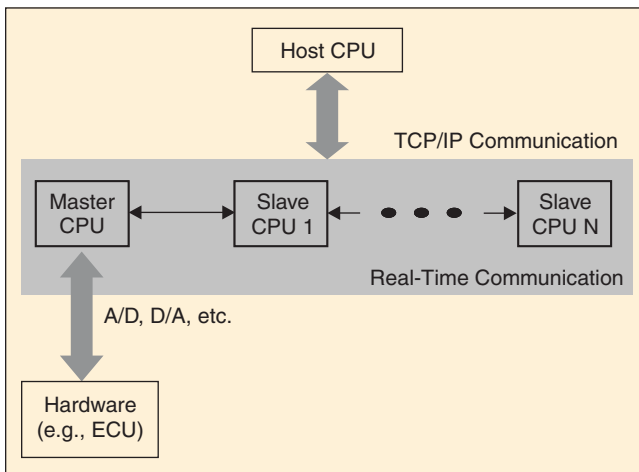 Host CPU
TCP/IP Communication
Master
CPU
Slave
CPU 1
Slave
CPU N
Real-Time Communication
A/D, D/A, etc.
Hardware
(e.g., ECU)